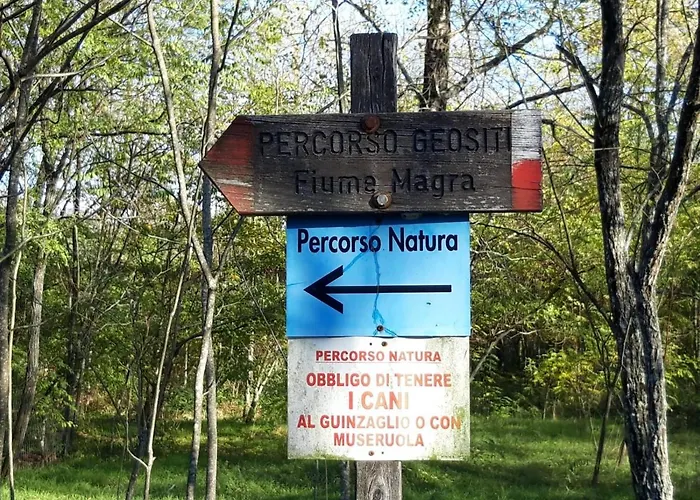 PERCORSO GEOSITI
Fiume Magra
Percorso Natura
PERCORSO NATURA
OBBLIGO DI TENERE
I CANI
AL GUINZAGLIO O CON
MUSERUOLA